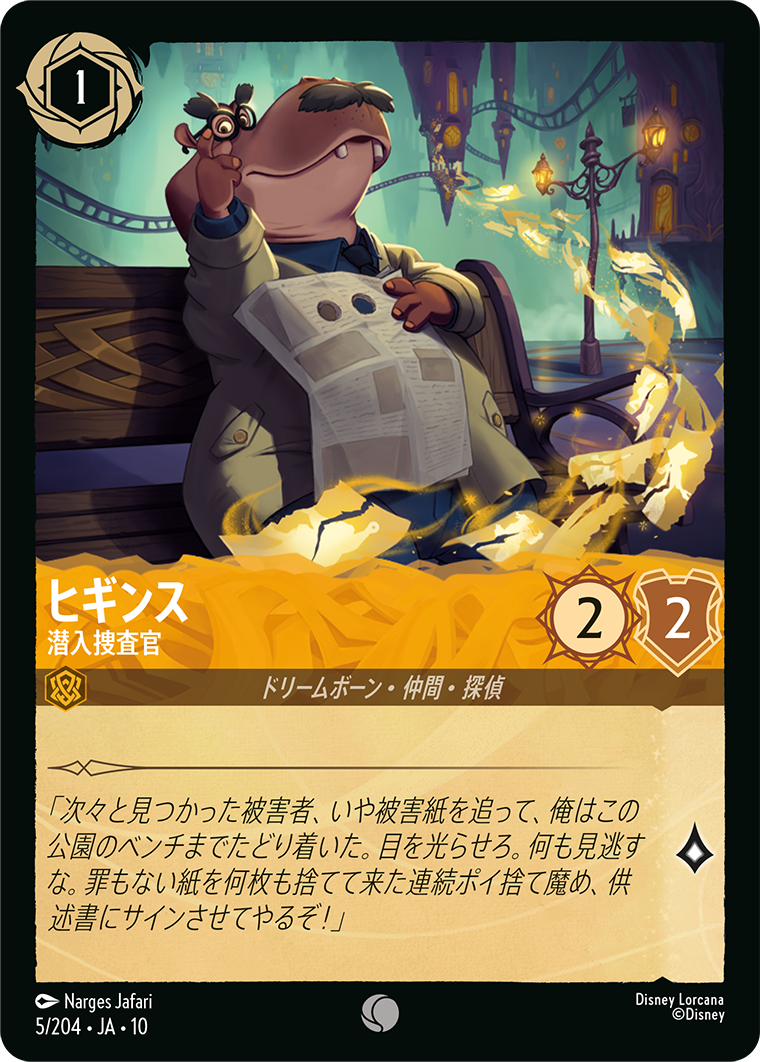 1
ヒギンス
潜入捜査官
2
2
ドリームボーン・仲間・探偵
「次々と見つかった被害者、いや被害紙を追って、俺はこの
公園のベンチまでたどり着いた。目を光らせろ。何も見逃す
な。罪もない紙を何枚も捨てて来た連続ポイ捨て魔め、供
述書にサインさせてやるぞ!」
Narges Jafari
5/204・JA・10
Disney Lorcana
©Disney